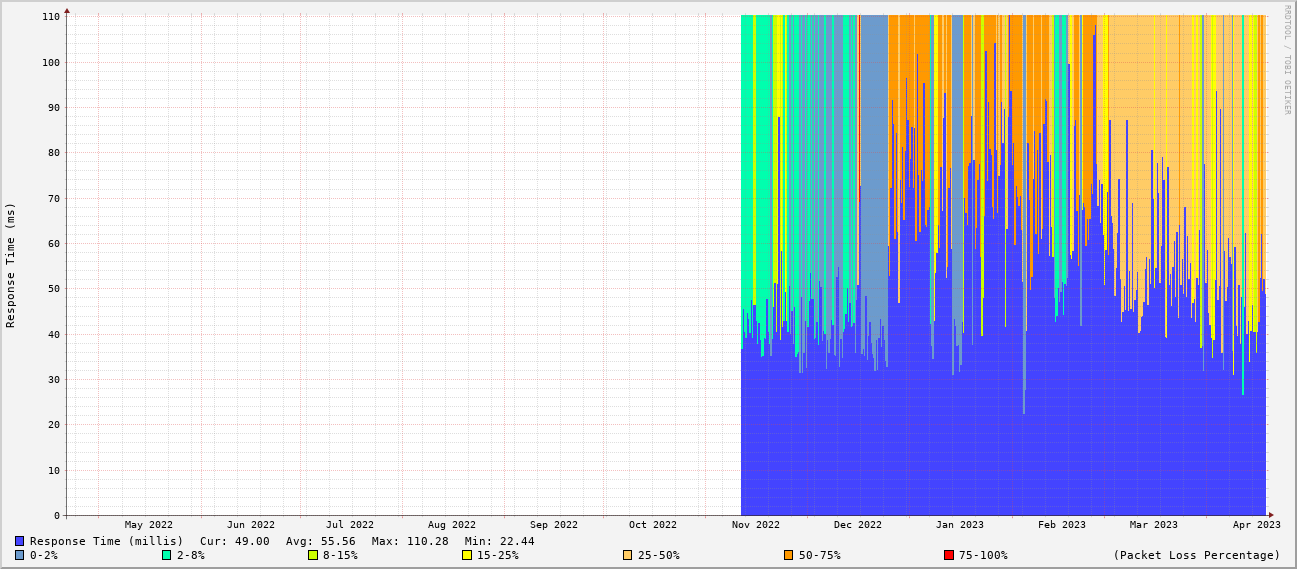 RRDTOOL / TOBI OETIKER
110
100
90
80
70
60
50
40
30
20
10
0
Response Time (ms)
May 2022 Jun 2022 Jul 2022 Aug 2022 Sep 2022 Oct 2022 Nov 2022 Dec 2022 Jan 2023 Feb 2023 Mar 2023 Apr 2023
Response Time (millis) Cur: 49.00 Avg: 55.56 Max: 110.28 Min: 22.44
0-2% 2-8% 8-15% 15-25% 25-50% 50-75% 75-100% (Packet Loss Percentage)